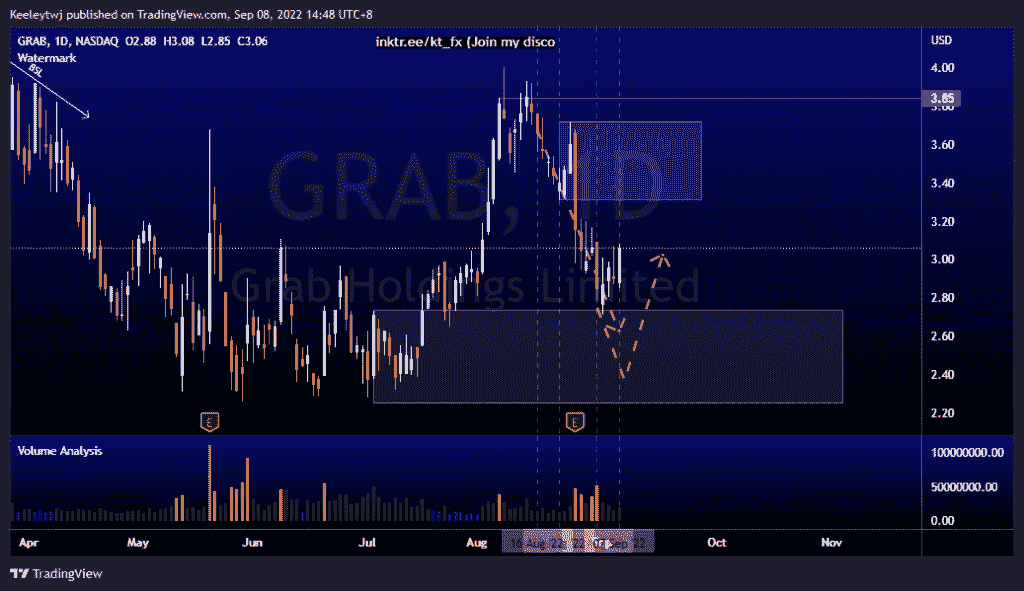 Keeleytwj published on TradingView.com, Sep 08, 2022 14:48 UTC+8
GRAB, 1D, NASDAQ O2.88 H3.08 L2.85 C3.06
inktr.ee/kt_fx (Join my disco
USD
Watermark
BSL
4.00
3.85
3.80
3.60
GRAB, 1D
3.40
3.20
3.00
Grab Holdings Limited
2.80
2.60
2.40
2.20
E
E
Volume Analysis
100000000.00
50000000.00
0.00
Apr May Jun Jul Aug Oct Nov
TradingView